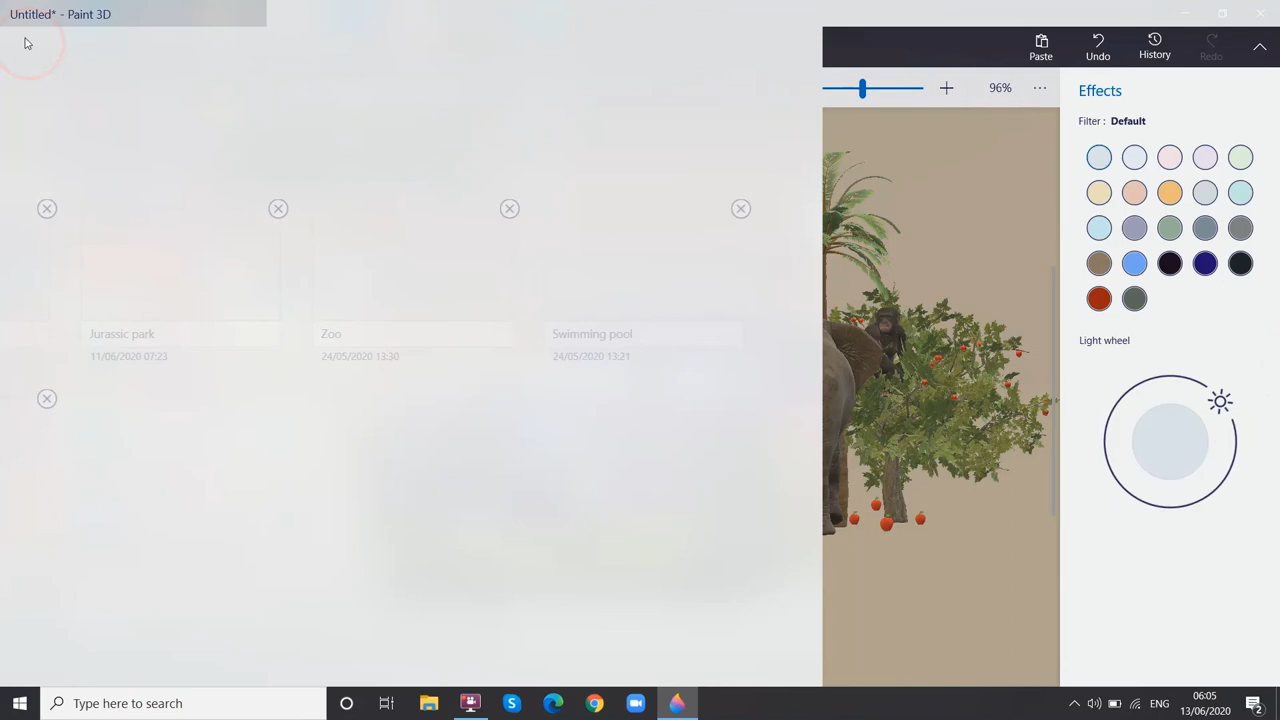 Untitled* - Paint 3D
Paste
Undo
History
Redo
96%
Effects
Filter : Default
Jurassic park
11/06/2020 07:23
Zoo
24/05/2020 13:30
Swimming pool
24/05/2020 13:21
Light wheel
Type here to search
ENG
06:05
13/06/2020
2